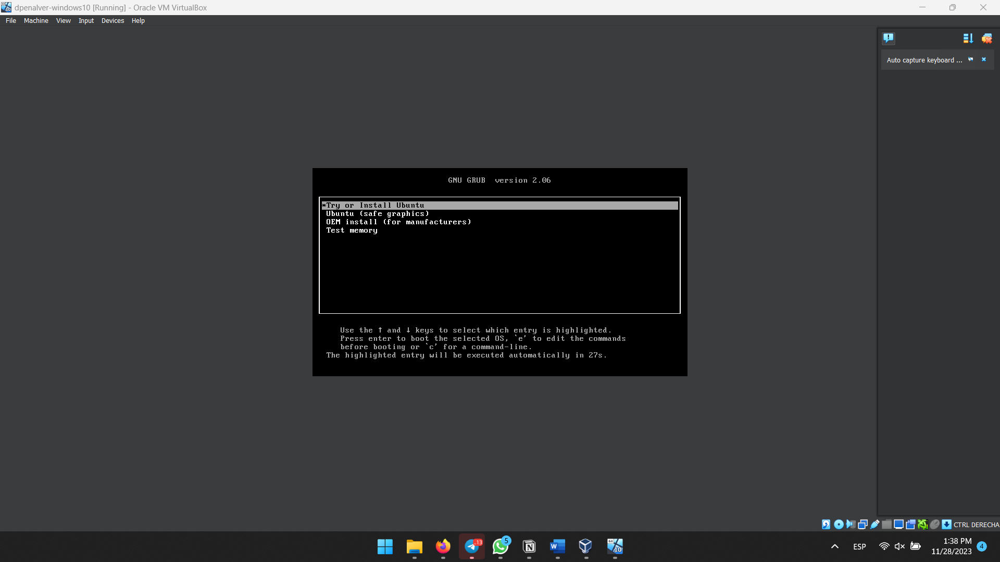 dpenalver-windows10 [Running] - Oracle VM VirtualBox
File Machine View Input Devices Help
Auto capture keyboard ...
GNU GRUB version 2.06
*Try or Install Ubuntu
Ubuntu (safe graphics)
OEM install (for manufacturers)
Test memory
Use the ↑ and ↓ keys to select which entry is highlighted.
Press enter to boot the selected OS, `e' to edit the commands
before booting or `c' for a command-line.
The highlighted entry will be executed automatically in 27s.
CTRL DERECHA
..13
5
W
N
64
10
ESP
1:38 PM
11/28/2023
4